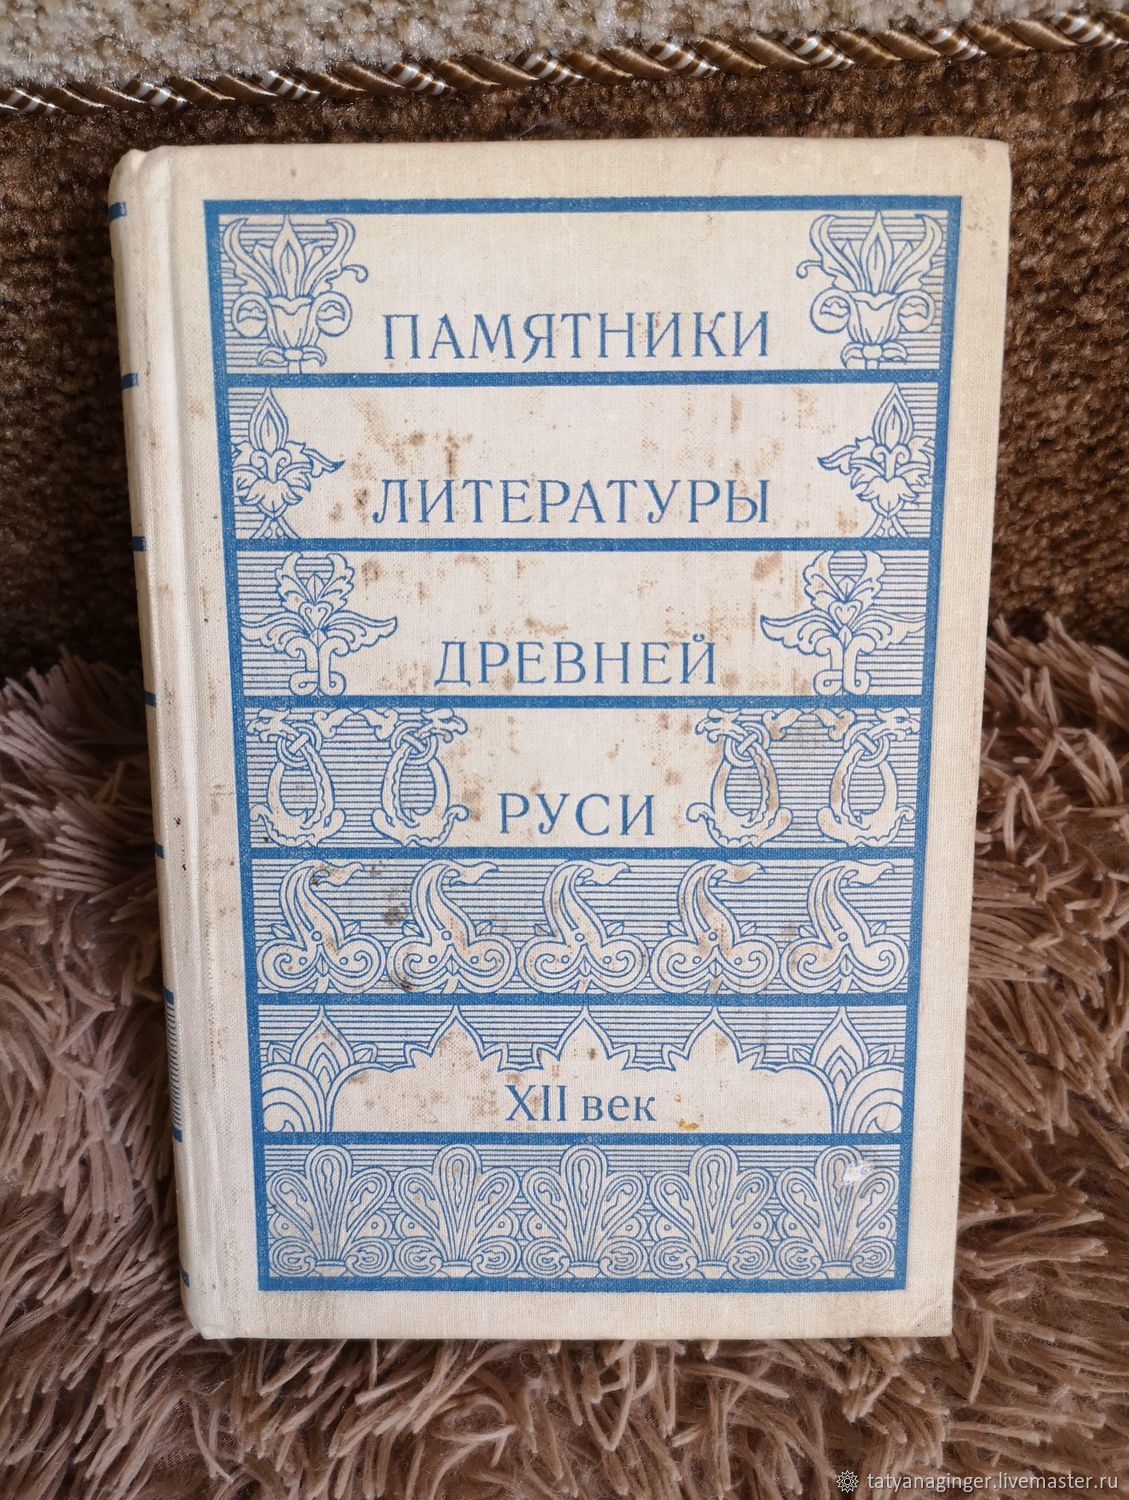 ПАМЯТНИКИ
ЛИТЕРАТУРЫ
ДРЕВНЕЙ
РУСИ
XII век
tatyanaginger.livemaster.ru